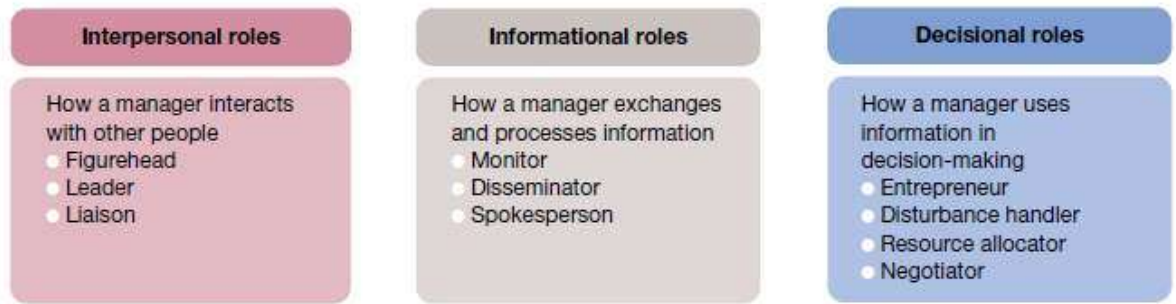 Interpersonal roles
How a manager interacts
with other people
Figurehead
Leader
Liaison
Informational roles
How a manager exchanges
and processes information
Monitor
Disseminator
Spokesperson
Decisional roles
How a manager uses
information in
decision-making
Entrepreneur
Disturbance handler
Resource allocator
Negotiator